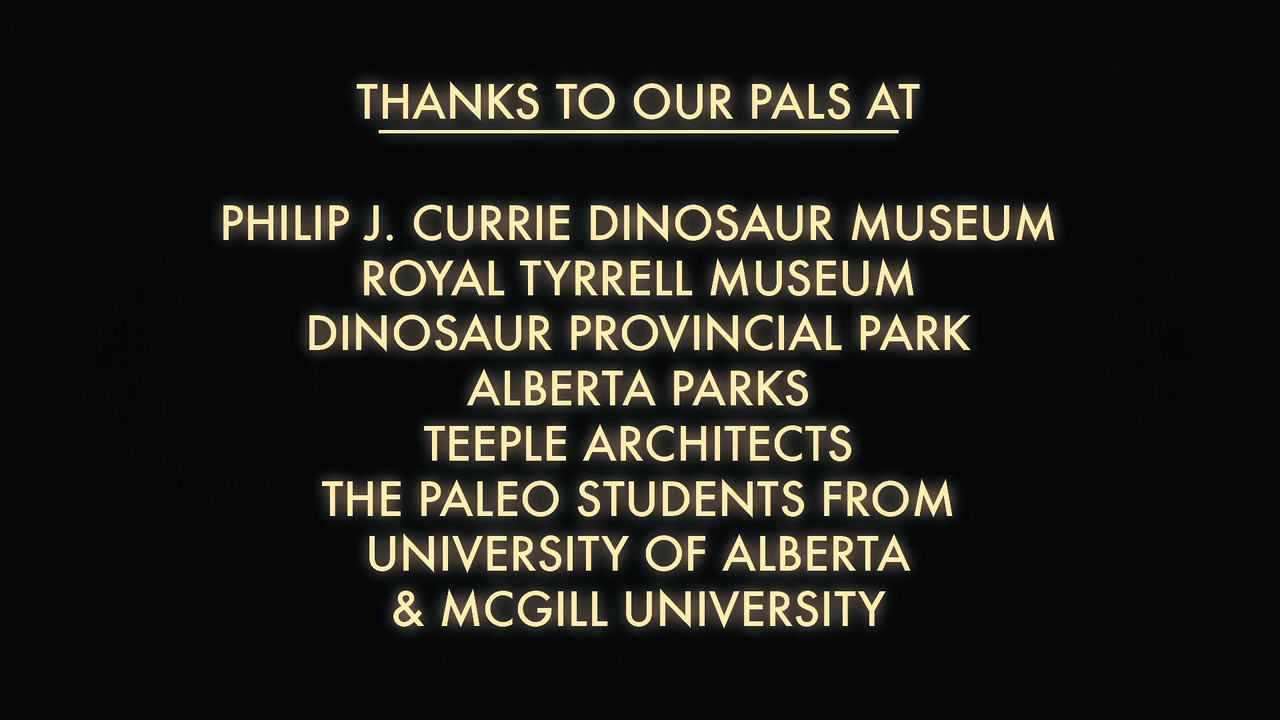 THANKS TO OUR PALS AT
PHILIP J. CURRIE DINOSAUR MUSEUM
ROYAL TYRRELL MUSEUM
DINOSAUR PROVINCIAL PARK
ALBERTA PARKS
TEEPLE ARCHITECTS
THE PALEO STUDENTS FROM
UNIVERSITY OF ALBERTA
& MCGILL UNIVERSITY